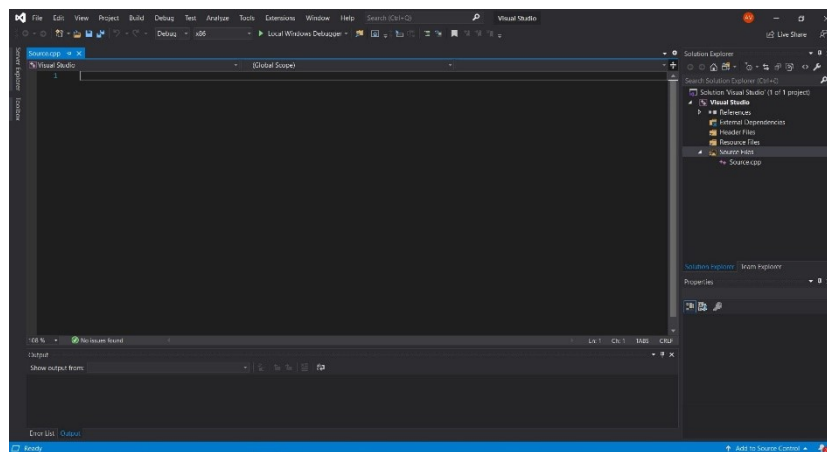 File Edit View Project Build Debug Test Analyze Tools Extensions Window Help Search (Ctrl+Q) Visual Studio
Debug x86 Local Windows Debugger Live Share
Server Explorer
Toolbox
Source.cpp
Visual Studio (Global Scope)
1
108 % No issues found Ln: 1 Ch: 1 TABS CRLF
Output
Show output from:
Error List Output
Solution Explorer
Search Solution Explorer (Ctrl+ç)
Solution 'Visual Studio' (1 of 1 project)
Visual Studio
References
External Dependencies
Header Files
Resource Files
Source Files
Source.cpp
Solution Explorer Team Explorer
Properties
Ready Add to Source Control